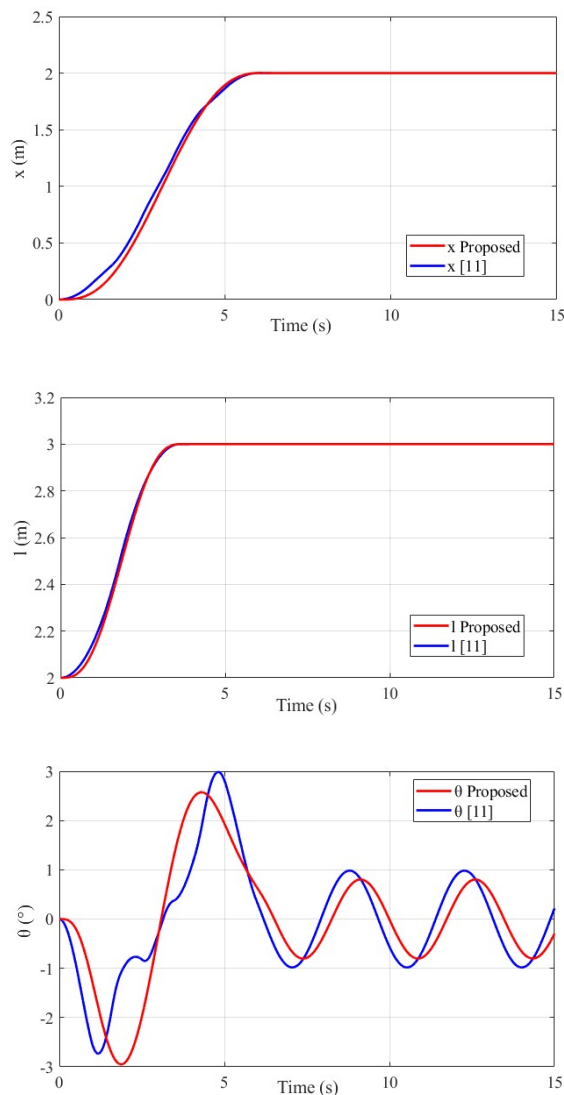 2.5
2
1.5
1
0.5
0
x (m)
x Proposed
x [11]
0 5 10 15
Time (s)
3.2
3
2.8
2.6
2.4
2.2
2
l (m)
l Proposed
l [11]
0 5 10 15
Time (s)
3
2
1
0
-1
-2
-3
θ (°)
θ Proposed
θ [11]
0 5 10 15
Time (s)